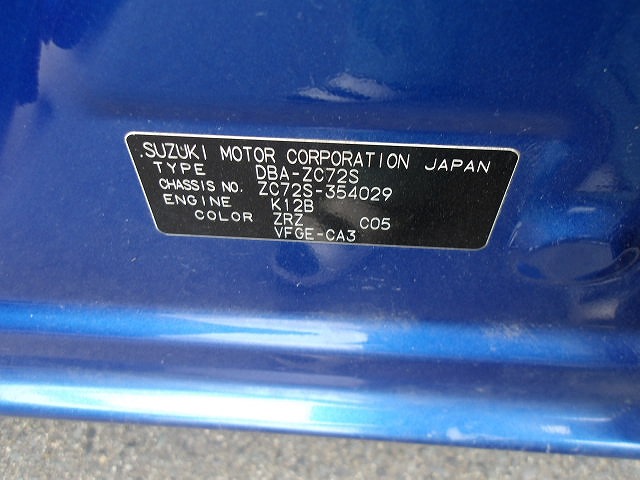 SUZUKI MOTOR CORPORATION JAPAN
TYPE DBA-ZC72S
CHASSIS NO. ZC72S-354029
ENGINE K12B
COLOR ZRZ C05
VFGE-CA3